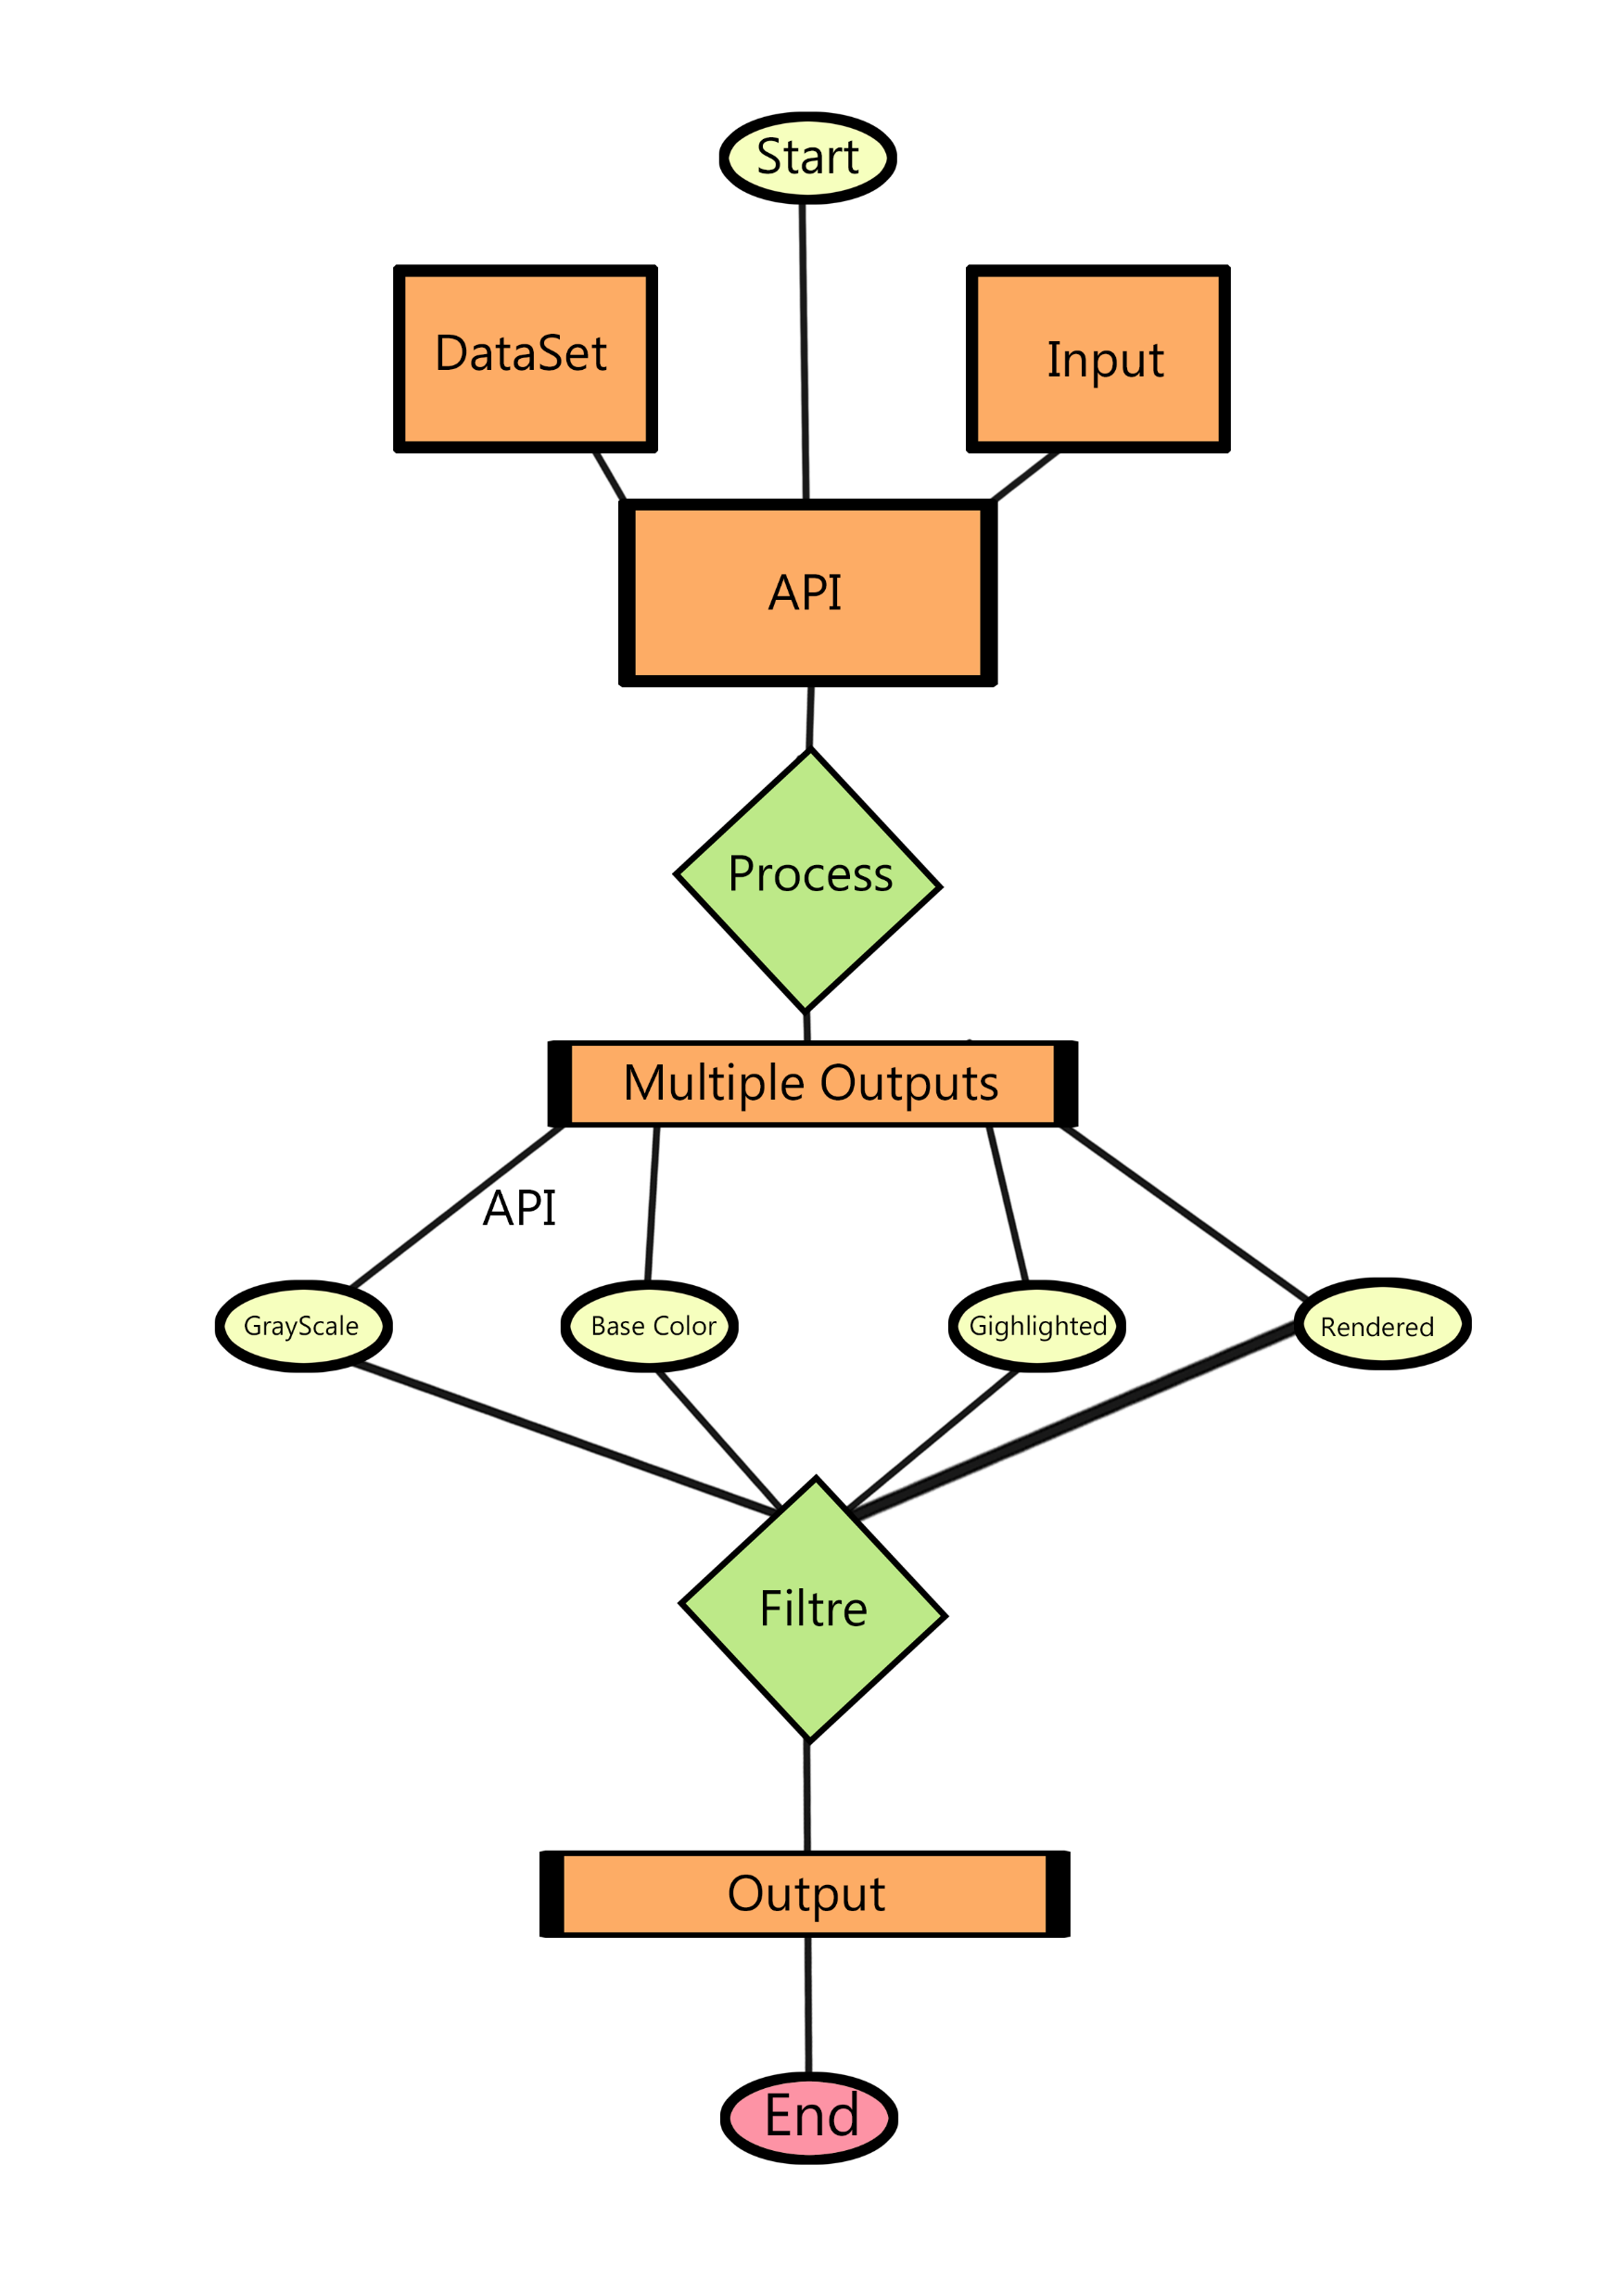 Start
DataSet
Input
API
Process
Multiple Outputs
API
GrayScale
Base Color
Gighlighted
Rendered
Filtre
Output
End